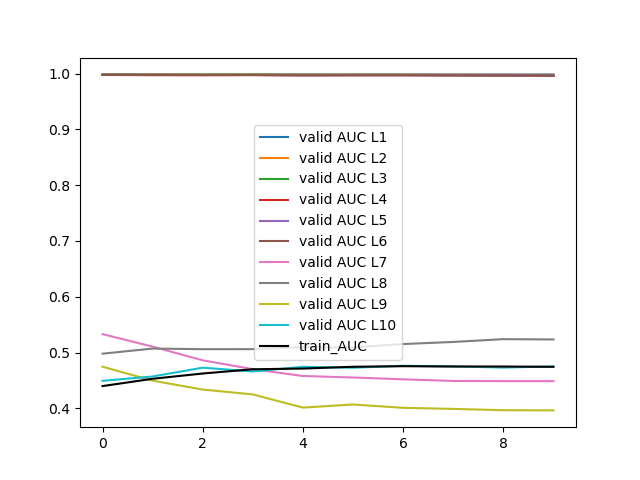 1.0
0.9
0.8
0.7
0.6
0.5
0.4
valid AUC L1
valid AUC L2
valid AUC L3
valid AUC L4
valid AUC L5
valid AUC L6
valid AUC L7
valid AUC L8
valid AUC L9
valid AUC L10
train_AUC
0 2 4 6 8